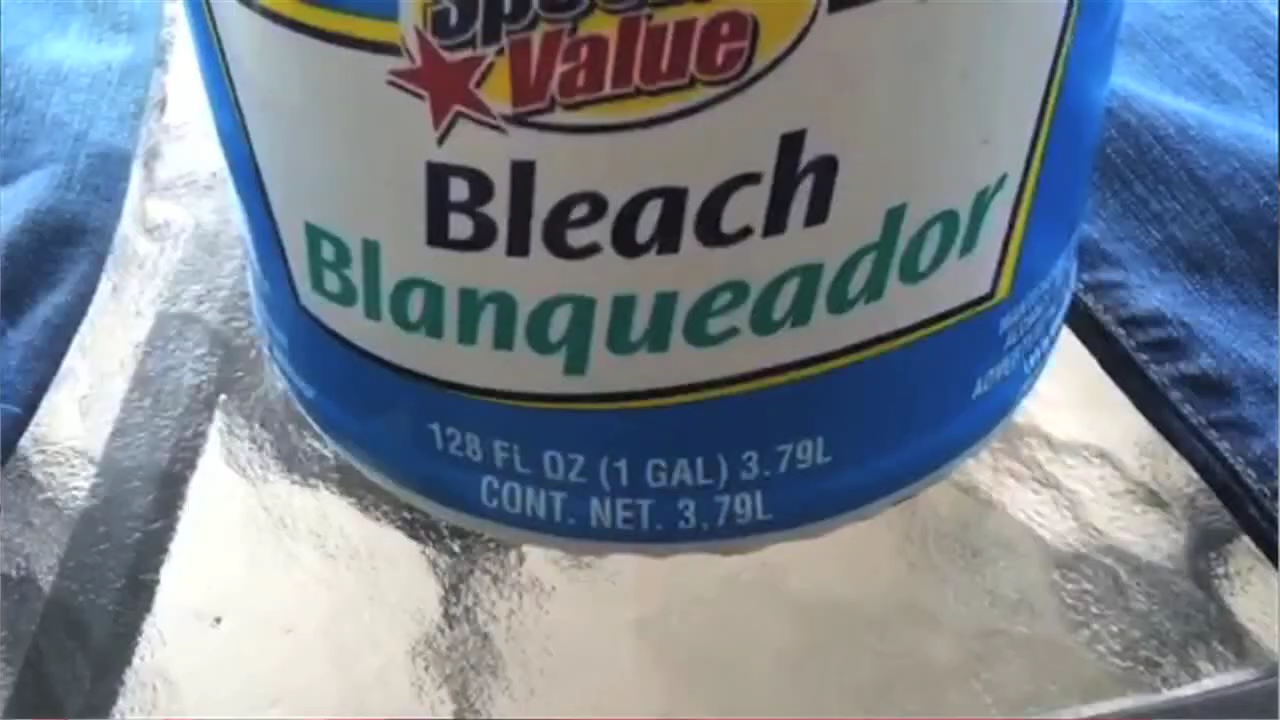 Value
Bleach
Blanqueador
128 FL OZ (1 GAL) 3.79L
CONT. NET. 3,79L